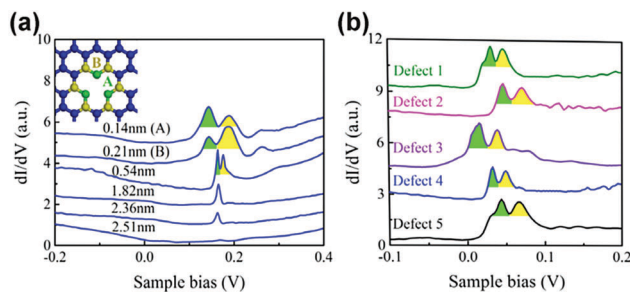 (a)
10
8
6
4
2
0
dI/dV (a.u.)
B
A
0.14nm (A)
0.21nm (B)
0.54nm
1.82nm
2.36nm
2.51nm
-0.2
0.0
0.2
0.4
Sample bias (V)
(b)
12
9
6
3
0
dI/dV (a.u.)
Defect 1
Defect 2
Defect 3
Defect 4
Defect 5
-0.1
0.0
0.1
0.2
Sample bias (V)